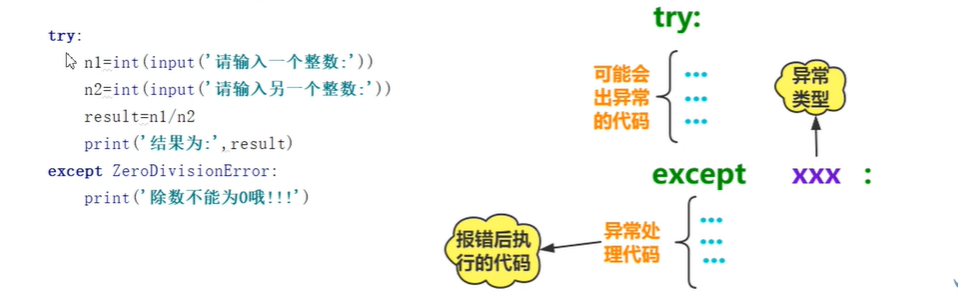 try:
n1=int(input('请输入一个整数:'))
n2=int(input('请输入另一个整数:'))
result=n1/n2
print('结果为:',result)
except ZeroDivisionError:
print('除数不能为0哦!!!')
try:
可能会
出异常
的代码
...
...
...
异常
类型
except xxx :
报错后执
行的代码
异常处
理代码
...
...
...